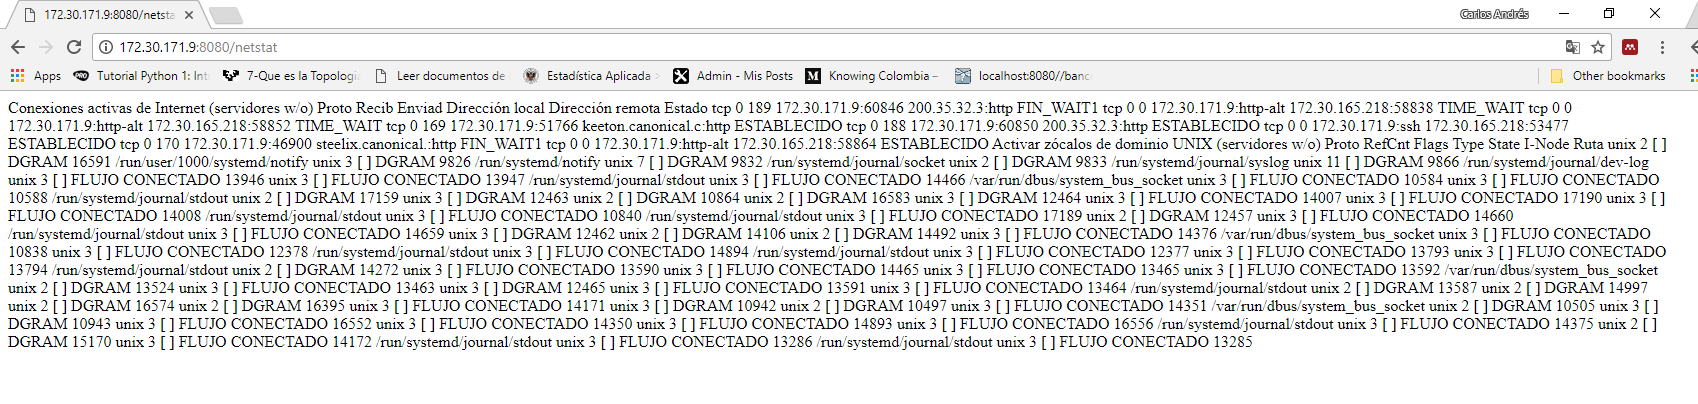 172.30.171.9:8080/netsta
Carlos Andrés
172.30.171.9:8080/netstat
Apps
PRO
Tutorial Python 1: Int
7-Que es la Topologi
Leer documentos de
Estadística Aplicada
Admin - Mis Posts
M
Knowing Colombia –
localhost:8080//banc
Other bookmarks
Conexiones activas de Internet (servidores w/o) Proto Recib Enviad Dirección local Dirección remota Estado tcp 0 189 172.30.171.9:60846 200.35.32.3:http FIN_WAIT1 tcp 0 0 172.30.171.9:http-alt 172.30.165.218:58838 TIME_WAIT tcp 0 0
172.30.171.9:http-alt 172.30.165.218:58852 TIME_WAIT tcp 0 169 172.30.171.9:51766 keeton.canonical.c:http ESTABLECIDO tcp 0 188 172.30.171.9:60850 200.35.32.3:http ESTABLECIDO tcp 0 0 172.30.171.9:ssh 172.30.165.218:53477
ESTABLECIDO tcp 0 170 172.30.171.9:46900 steelix.canonical.:http FIN_WAIT1 tcp 0 0 172.30.171.9:http-alt 172.30.165.218:58864 ESTABLECIDO Activar zócalos de dominio UNIX (servidores w/o) Proto RefCnt Flags Type State I-Node Ruta unix 2 [ ]
DGRAM 16591 /run/user/1000/systemd/notify unix 3 [ ] DGRAM 9826 /run/systemd/notify unix 7 [ ] DGRAM 9832 /run/systemd/journal/socket unix 2 [ ] DGRAM 9833 /run/systemd/journal/syslog unix 11 [ ] DGRAM 9866 /run/systemd/journal/dev-log
unix 3 [ ] FLUJO CONECTADO 13946 unix 3 [ ] FLUJO CONECTADO 13947 /run/systemd/journal/stdout unix 3 [ ] FLUJO CONECTADO 14466 /var/run/dbus/system_bus_socket unix 3 [ ] FLUJO CONECTADO 10584 unix 3 [ ] FLUJO CONECTADO
10588 /run/systemd/journal/stdout unix 2 [ ] DGRAM 17159 unix 3 [ ] DGRAM 12463 unix 2 [ ] DGRAM 10864 unix 2 [ ] DGRAM 16583 unix 3 [ ] DGRAM 12464 unix 3 [ ] FLUJO CONECTADO 14007 unix 3 [ ] FLUJO CONECTADO 17190 unix 3 [ ]
FLUJO CONECTADO 14008 /run/systemd/journal/stdout unix 3 [ ] FLUJO CONECTADO 10840 /run/systemd/journal/stdout unix 3 [ ] FLUJO CONECTADO 17189 unix 2 [ ] DGRAM 12457 unix 3 [ ] FLUJO CONECTADO 14660
/run/systemd/journal/stdout unix 3 [ ] FLUJO CONECTADO 14659 unix 3 [ ] DGRAM 12462 unix 2 [ ] DGRAM 14106 unix 2 [ ] DGRAM 14492 unix 3 [ ] FLUJO CONECTADO 14376 /var/run/dbus/system_bus_socket unix 3 [ ] FLUJO CONECTADO
10838 unix 3 [ ] FLUJO CONECTADO 12378 /run/systemd/journal/stdout unix 3 [ ] FLUJO CONECTADO 14894 /run/systemd/journal/stdout unix 3 [ ] FLUJO CONECTADO 12377 unix 3 [ ] FLUJO CONECTADO 13793 unix 3 [ ] FLUJO CONECTADO
13794 /run/systemd/journal/stdout unix 2 [ ] DGRAM 14272 unix 3 [ ] FLUJO CONECTADO 13590 unix 3 [ ] FLUJO CONECTADO 14465 unix 3 [ ] FLUJO CONECTADO 13465 unix 3 [ ] FLUJO CONECTADO 13592 /var/run/dbus/system_bus_socket
unix 2 [ ] DGRAM 13524 unix 3 [ ] FLUJO CONECTADO 13463 unix 3 [ ] DGRAM 12465 unix 3 [ ] FLUJO CONECTADO 13591 unix 3 [ ] FLUJO CONECTADO 13464 /run/systemd/journal/stdout unix 2 [ ] DGRAM 13587 unix 2 [ ] DGRAM 14997
unix 2 [ ] DGRAM 16574 unix 2 [ ] DGRAM 16395 unix 3 [ ] FLUJO CONECTADO 14171 unix 3 [ ] DGRAM 10942 unix 2 [ ] DGRAM 10497 unix 3 [ ] FLUJO CONECTADO 14351 /var/run/dbus/system_bus_socket unix 2 [ ] DGRAM 10505 unix 3 [ ]
DGRAM 10943 unix 3 [ ] FLUJO CONECTADO 16552 unix 3 [ ] FLUJO CONECTADO 14350 unix 3 [ ] FLUJO CONECTADO 14893 unix 3 [ ] FLUJO CONECTADO 16556 /run/systemd/journal/stdout unix 3 [ ] FLUJO CONECTADO 14375 unix 2 [ ]
DGRAM 15170 unix 3 [ ] FLUJO CONECTADO 14172 /run/systemd/journal/stdout unix 3 [ ] FLUJO CONECTADO 13286 /run/systemd/journal/stdout unix 3 [ ] FLUJO CONECTADO 13285